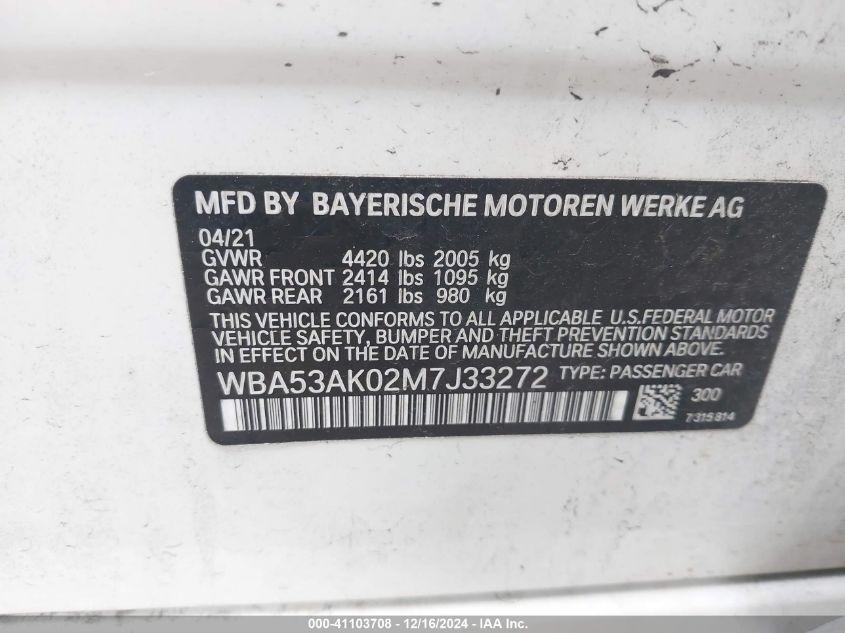 MFD BY BAYERISCHE MOTOREN WERKE AG
04/21
GVWR 4420 lbs 2005 kg
GAWR FRONT 2414 lbs 1095 kg
GAWR REAR 2161 lbs 980 kg
THIS VEHICLE CONFORMS TO ALL APPLICABLE U.S.FEDERAL MOTOR
VEHICLE SAFETY, BUMPER AND THEFT PREVENTION STANDARDS
IN EFFECT ON THE DATE OF MANUFACTURE SHOWN ABOVE.
WBA53AK02M7J33272 TYPE: PASSENGER CAR
300
7315814
000-41103708 - 12/16/2024 - IAA Inc.